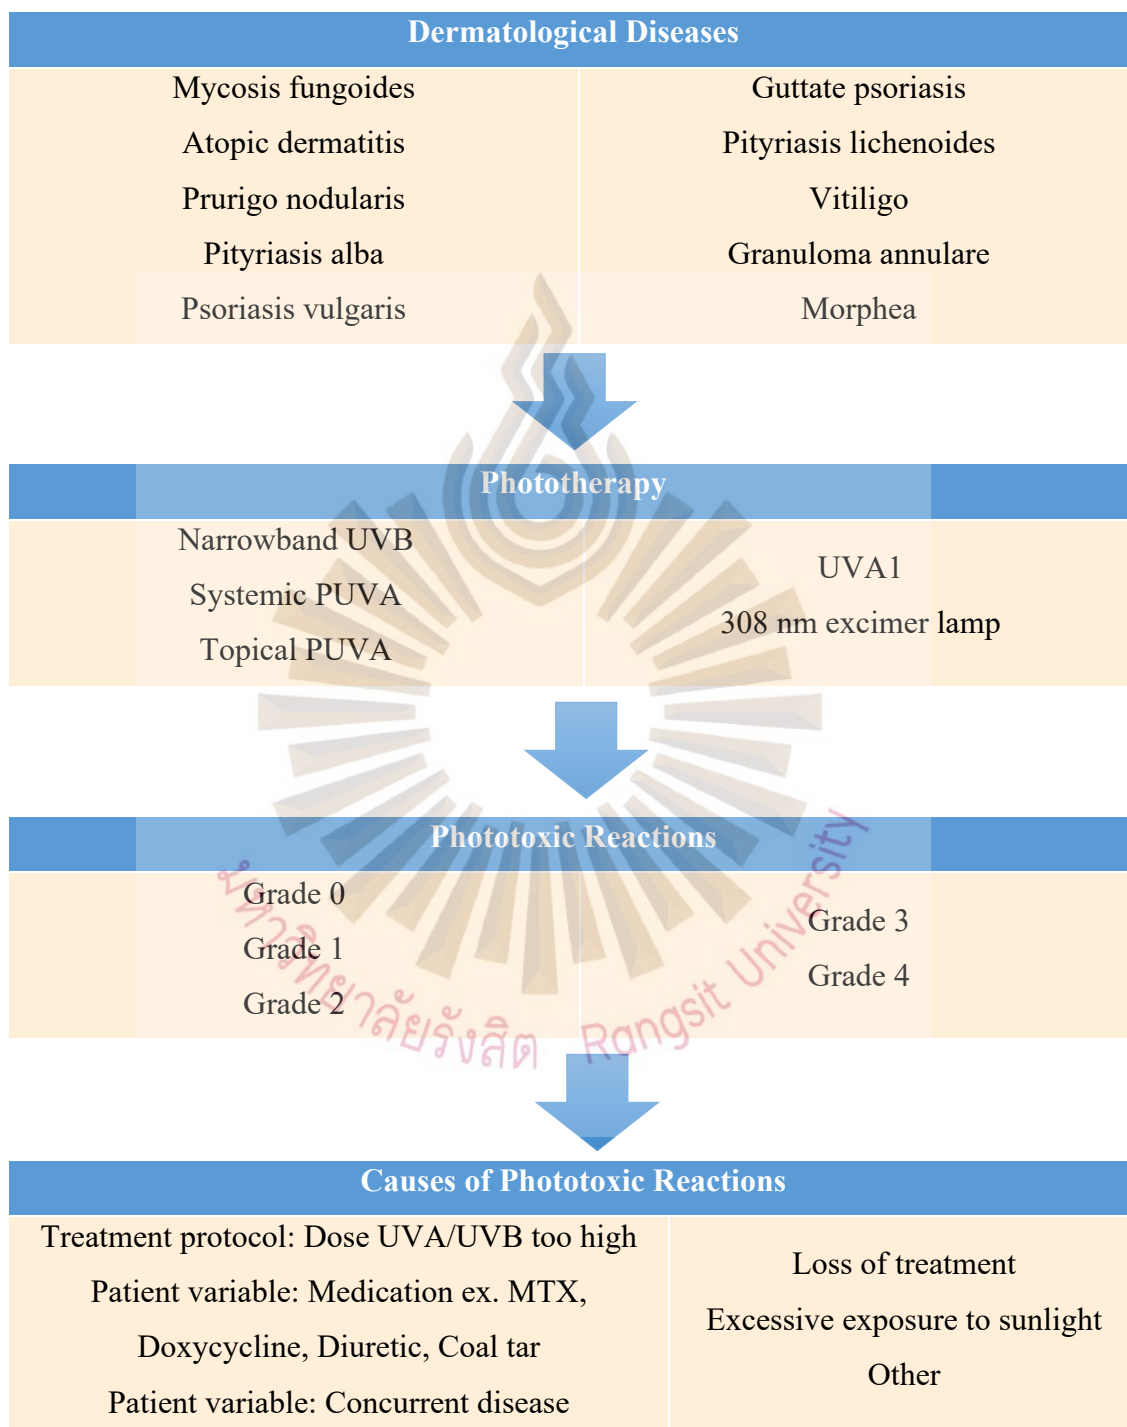 Dermatological Diseases
Mycosis fungoides
Atopic dermatitis
Prurigo nodularis
Pityriasis alba
Psoriasis vulgaris
Guttate psoriasis
Pityriasis lichenoides
Vitiligo
Granuloma annulare
Morphea
Phototherapy
Narrowband UVB
Systemic PUVA
Topical PUVA
UVA1
308 nm excimer lamp
Phototoxic Reactions
Grade 0
Grade 1
Grade 2
Grade 3
Grade 4
มหาวิทยาลัยรังสิต Rangsit University
Causes of Phototoxic Reactions
Treatment protocol: Dose UVA/UVB too high
Patient variable: Medication ex. MTX,
Doxycycline, Diuretic, Coal tar
Patient variable: Concurrent disease
Loss of treatment
Excessive exposure to sunlight
Other